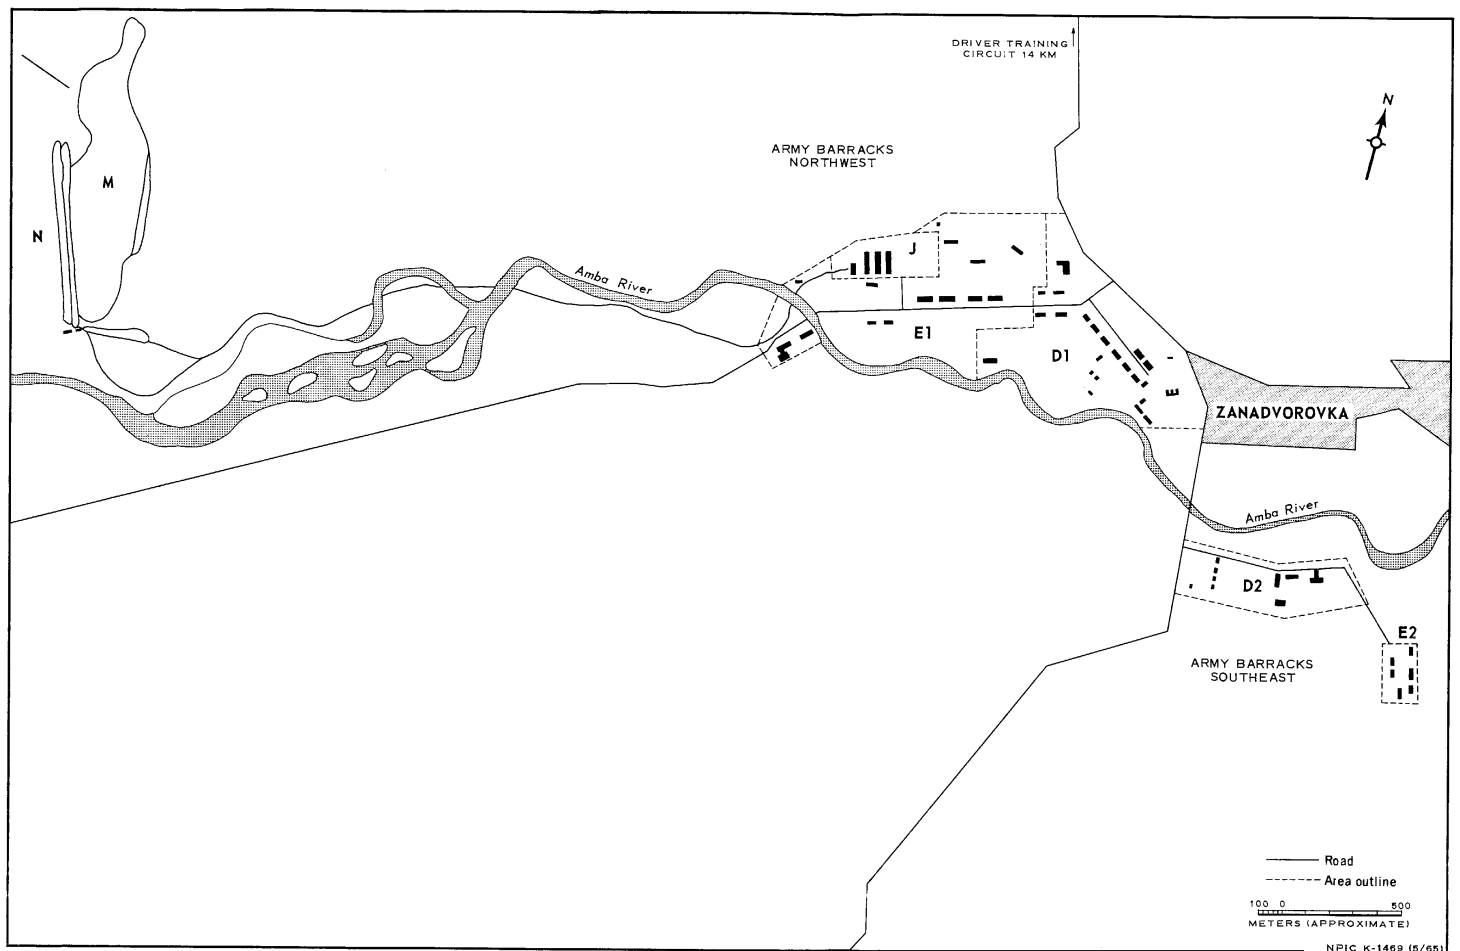 DRIVER TRAINING
CIRCUIT 14 KM
N
ARMY BARRACKS
NORTHWEST
M
N
J
Amba River
E1
D1
E
ZANADVOROVKA
Amba River
D2
E2
ARMY BARRACKS
SOUTHEAST
Road
Area outline
100 0 500
METERS (APPROXIMATE)
NPIC K-1469 (5/65)